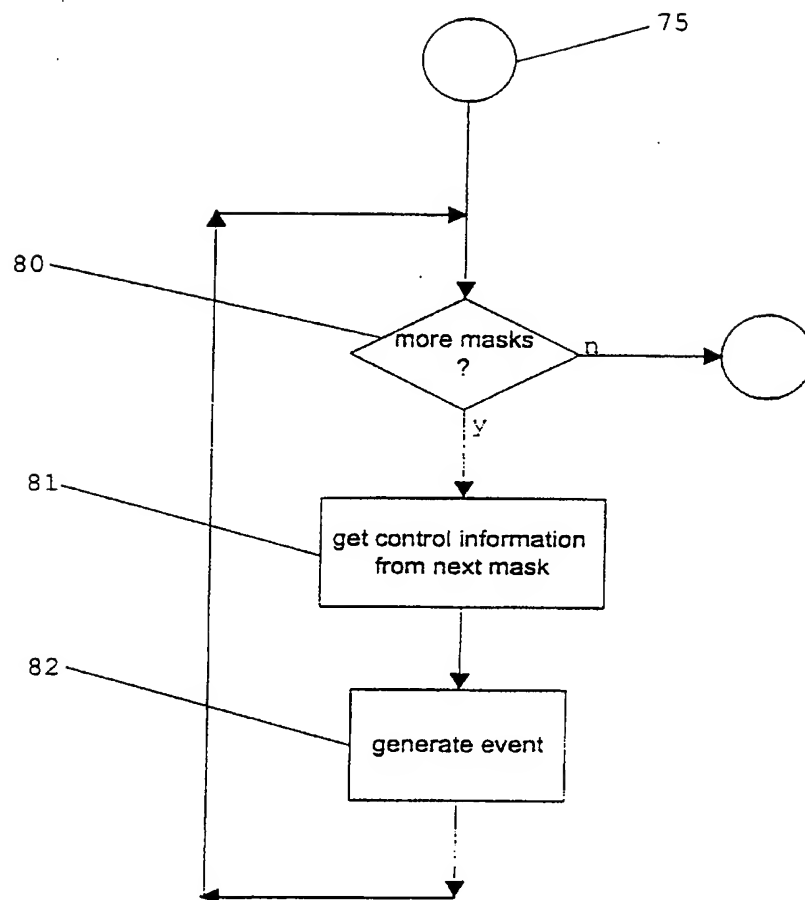 75
80
more masks
?
n
y
81
get control information
from next mask
82
generate event